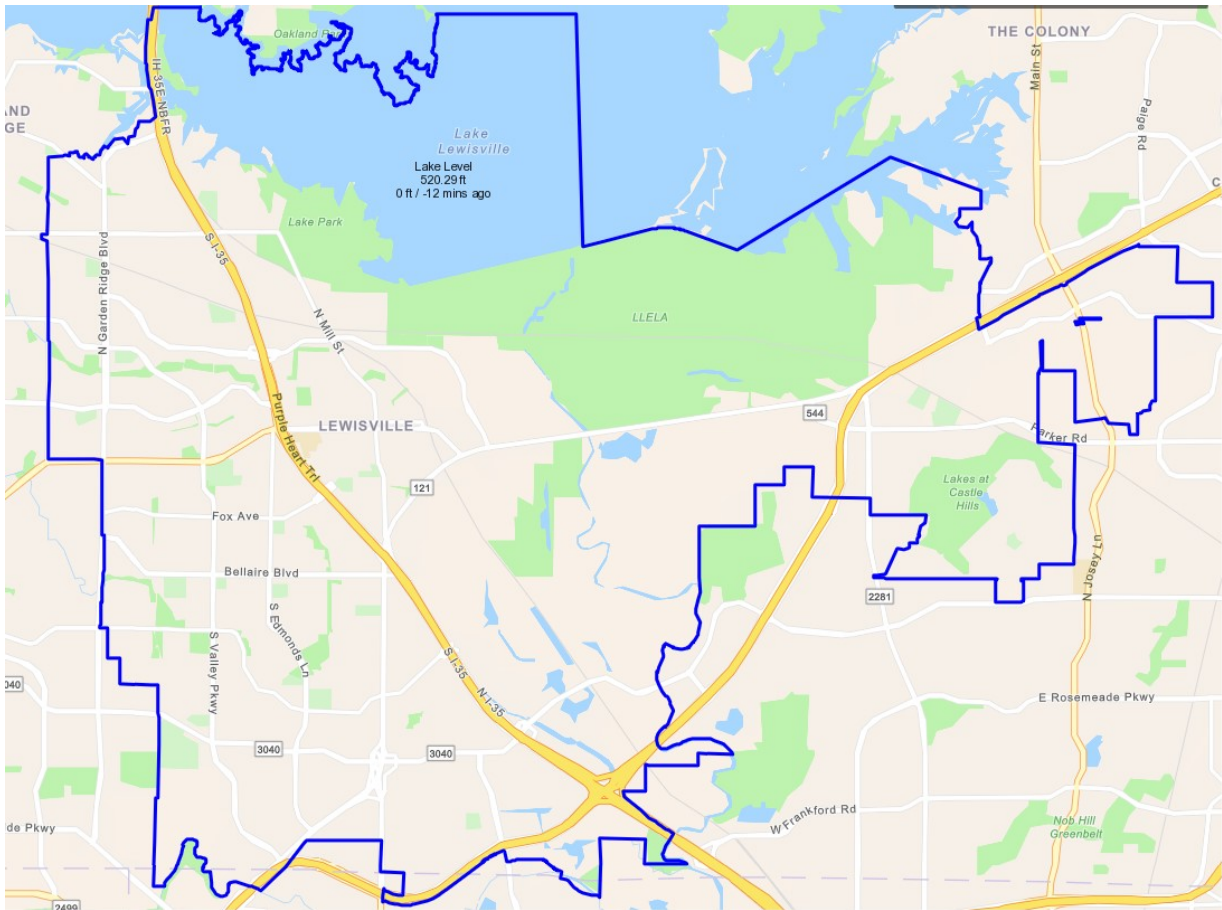 Oakland Par
THE COLONY
Main St
IH-35E NBFR
Paige Rd
AND
GE
Lake
Lewisville
Lake Level
520.29 ft
0 ft / -12 mins ago
C
Lake Park
S I-35
N Garden Ridge Blvd
N Mill St
LLELA
Purple Heart Trl
LEWISVILLE
544
Parker Rd
121
Lakes at
Castle
Hills
Fox Ave
Bellaire Blvd
N Josey Ln
2281
S Edmonds Ln
S Valley Pkwy
S I-35
N I-35
040
E Rosemeade Pkwy
3040
3040
de Pkwy
W Frankford Rd
Nob Hill
Greenbelt
2499